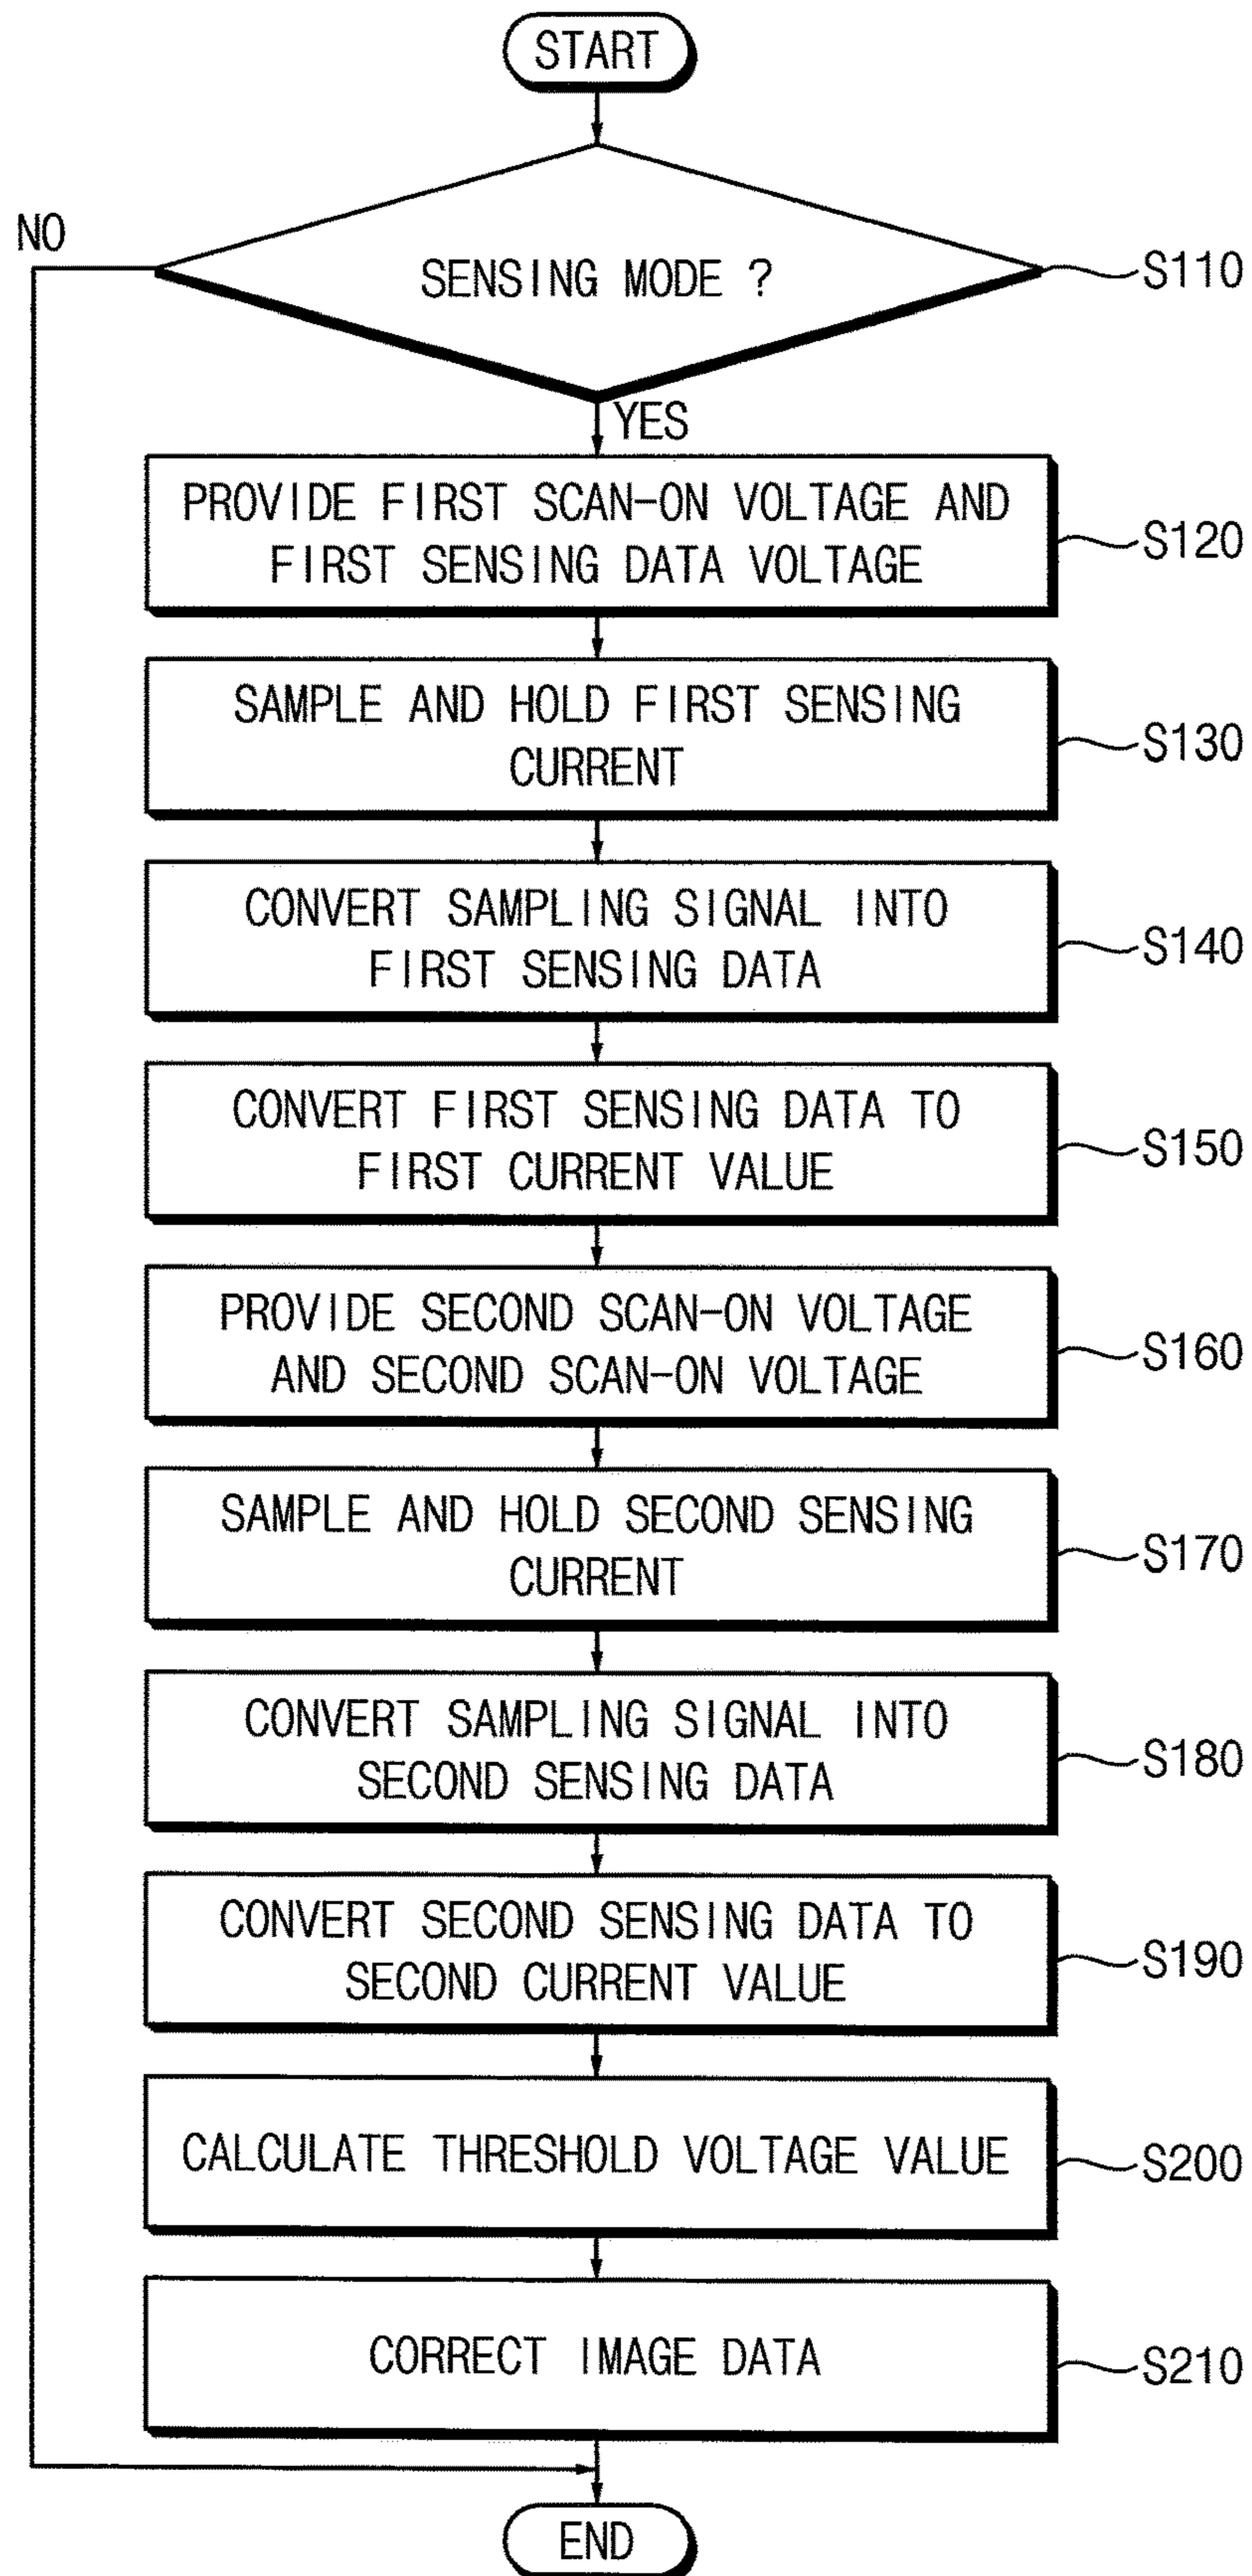 START
NO
SENSING MODE ?
S110
YES
PROVIDE FIRST SCAN-ON VOLTAGE AND
FIRST SENSING DATA VOLTAGE
S120
SAMPLE AND HOLD FIRST SENSING
CURRENT
S130
CONVERT SAMPLING SIGNAL INTO
FIRST SENSING DATA
S140
CONVERT FIRST SENSING DATA TO
FIRST CURRENT VALUE
S150
PROVIDE SECOND SCAN-ON VOLTAGE
AND SECOND SCAN-ON VOLTAGE
S160
SAMPLE AND HOLD SECOND SENSING
CURRENT
S170
CONVERT SAMPLING SIGNAL INTO
SECOND SENSING DATA
S180
CONVERT SECOND SENSING DATA TO
SECOND CURRENT VALUE
S190
CALCULATE THRESHOLD VOLTAGE VALUE
S200
CORRECT IMAGE DATA
S210
END